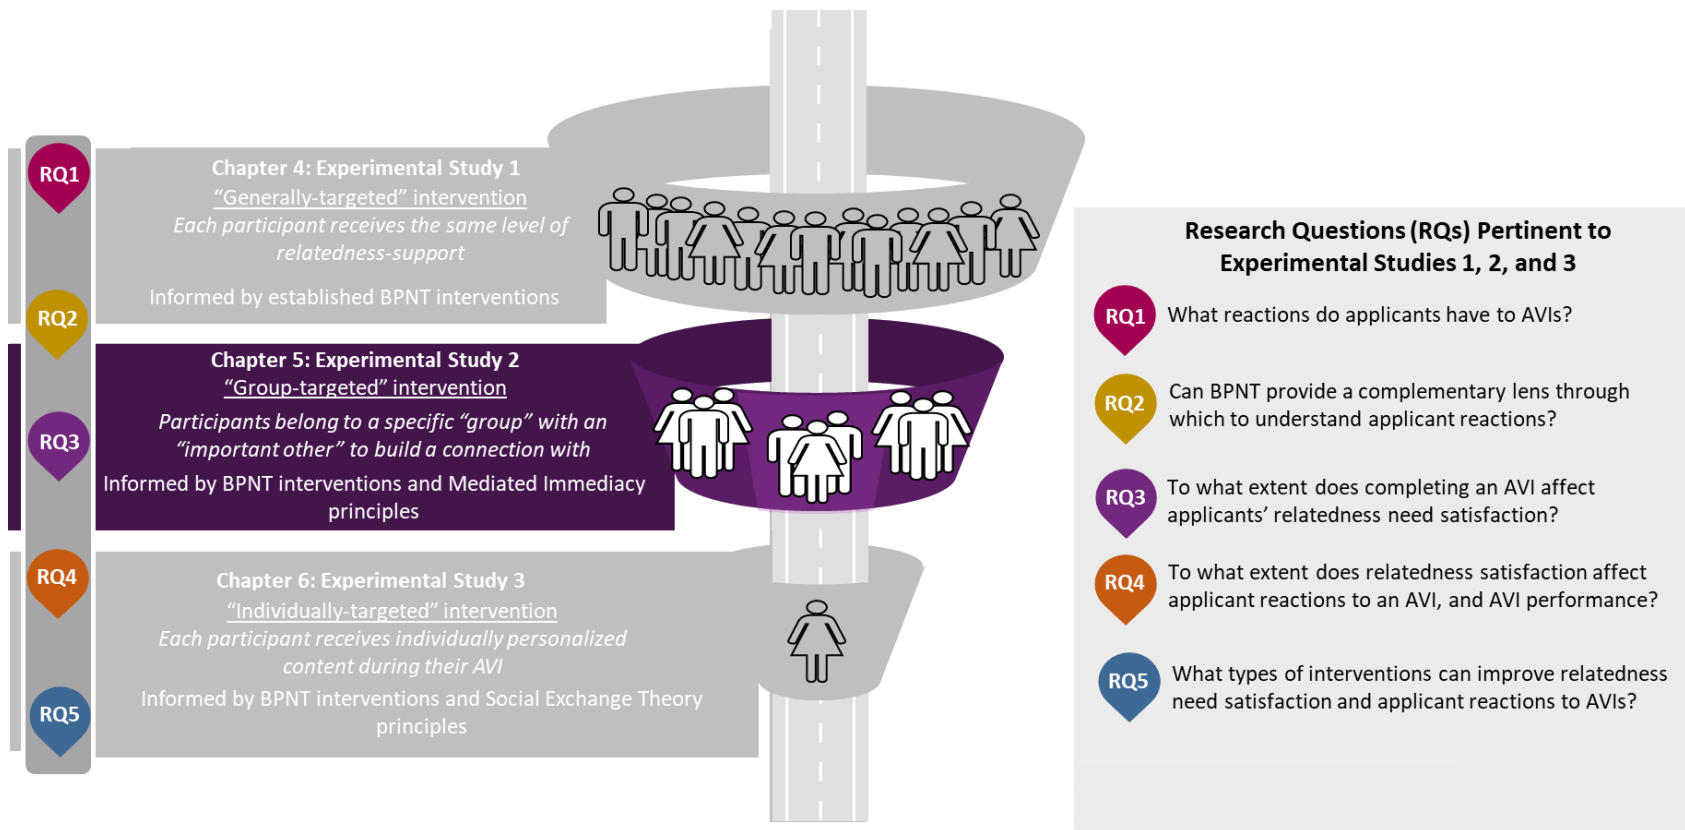 RQ1
Chapter 4: Experimental Study 1
“Generally-targeted” intervention
Each participant receives the same level of
relatedness-support
Informed by established BPNT interventions
RQ2
Chapter 5: Experimental Study 2
“Group-targeted” intervention
Participants belong to a specific “group” with an
“important other” to build a connection with
RQ3
Informed by BPNT interventions and Mediated Immediacy
principles
RQ4
Chapter 6: Experimental Study 3
“Individually-targeted” intervention
Each participant receives individually personalized
content during their AVI
Informed by BPNT interventions and Social Exchange Theory
principles
RQ5
Research Questions (RQs) Pertinent to
Experimental Studies 1, 2, and 3
RQ1 What reactions do applicants have to AVIs?
RQ2 Can BPNT provide a complementary lens through
which to understand applicant reactions?
RQ3 To what extent does completing an AVI affect
applicants’ relatedness need satisfaction?
RQ4 To what extent does relatedness satisfaction affect
applicant reactions to an AVI, and AVI performance?
RQ5 What types of interventions can improve relatedness
need satisfaction and applicant reactions to AVIs?